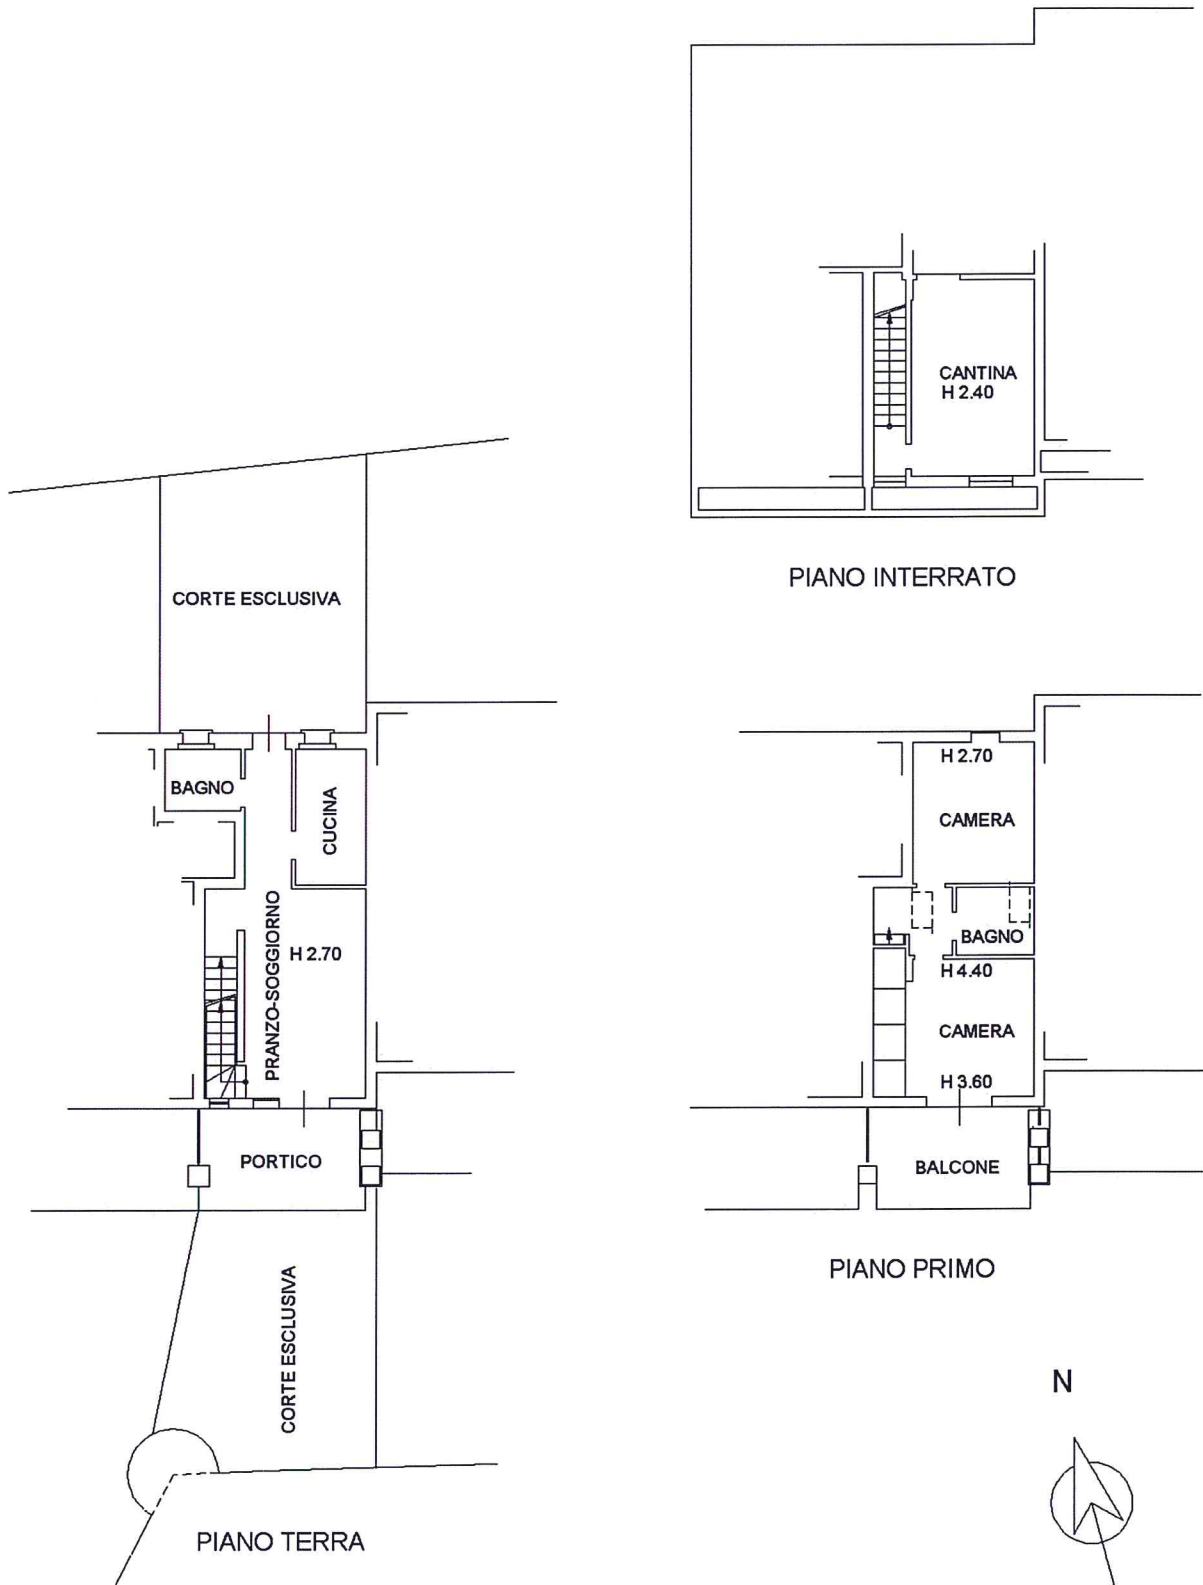 CANTINA
H 2.40
PIANO INTERRATO
CORTE ESCLUSIVA
BAGNO
CUCINA
PRANZO-SOGGIORNO
H 2.70
PORTICO
CORTE ESCLUSIVA
PIANO TERRA
H 2.70
CAMERA
BAGNO
H 4.40
CAMERA
H 3.60
BALCONE
PIANO PRIMO
N